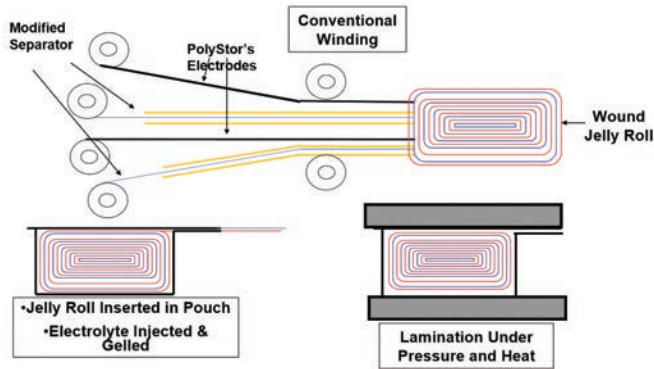 Modified
Separator
PolyStor's
Electrodes
Conventional
Winding
Wound
Jelly Roll
•Jelly Roll Inserted in Pouch
•Electrolyte Injected &
Gelled
Lamination Under
Pressure and Heat